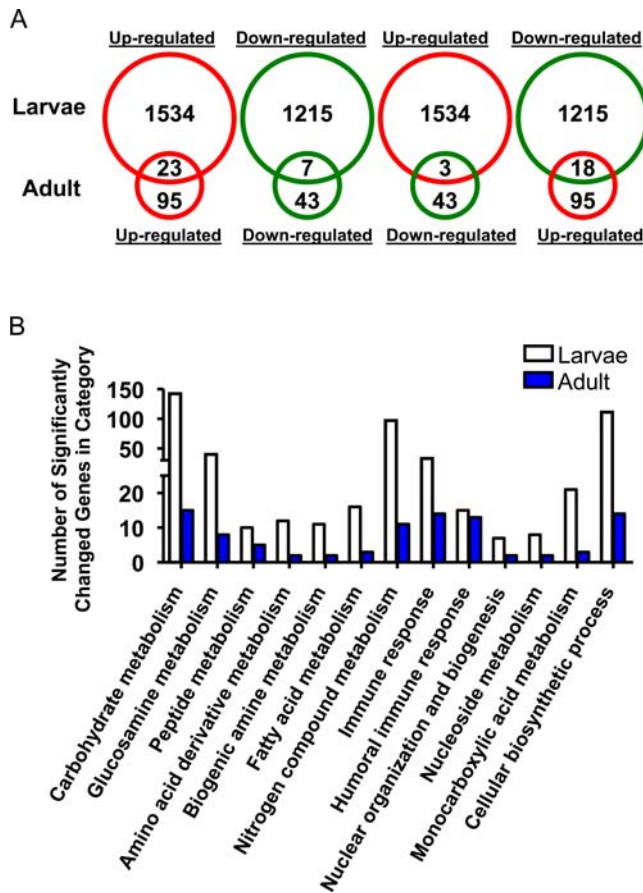 A
Up-regulated Down-regulated Up-regulated Down-regulated
Larvae 1534 1215 1534 1215
23 7 3 18
Adult 95 43 43 95
Up-regulated Down-regulated Down-regulated Up-regulated
B
Larvae
Adult
Number of Significantly
Changed Genes in Category
150
100
50
20
10
0
Carbohydrate metabolism
Glucosamine metabolism
Peptide metabolism
Amino acid derivative metabolism
Biogenic amine metabolism
Fatty acid metabolism
Nitrogen compound metabolism
Immune response
Humoral immune response
Nuclear organization and biogenesis
Nucleoside metabolism
Monocarboxylic acid metabolism
Cellular biosynthetic process